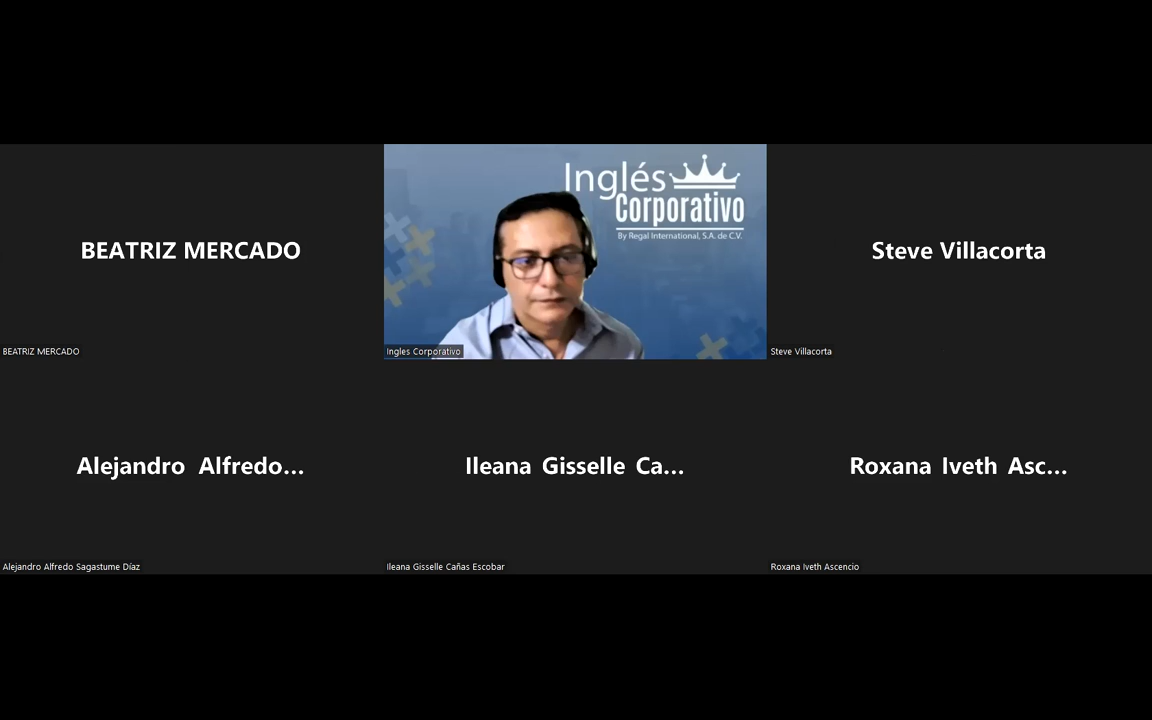 BEATRIZ MERCADO
BEATRIZ MERCADO
Inglés
Corporativo
By Regal International, S.A. de C.V.
Ingles Corporativo
Steve Villacorta
Steve Villacorta
Alejandro Alfredo...
Alejandro Alfredo Sagastume Díaz
Ileana Gisselle Ca...
Ileana Gisselle Cañas Escobar
Roxana Iveth Asc...
Roxana Iveth Ascencio